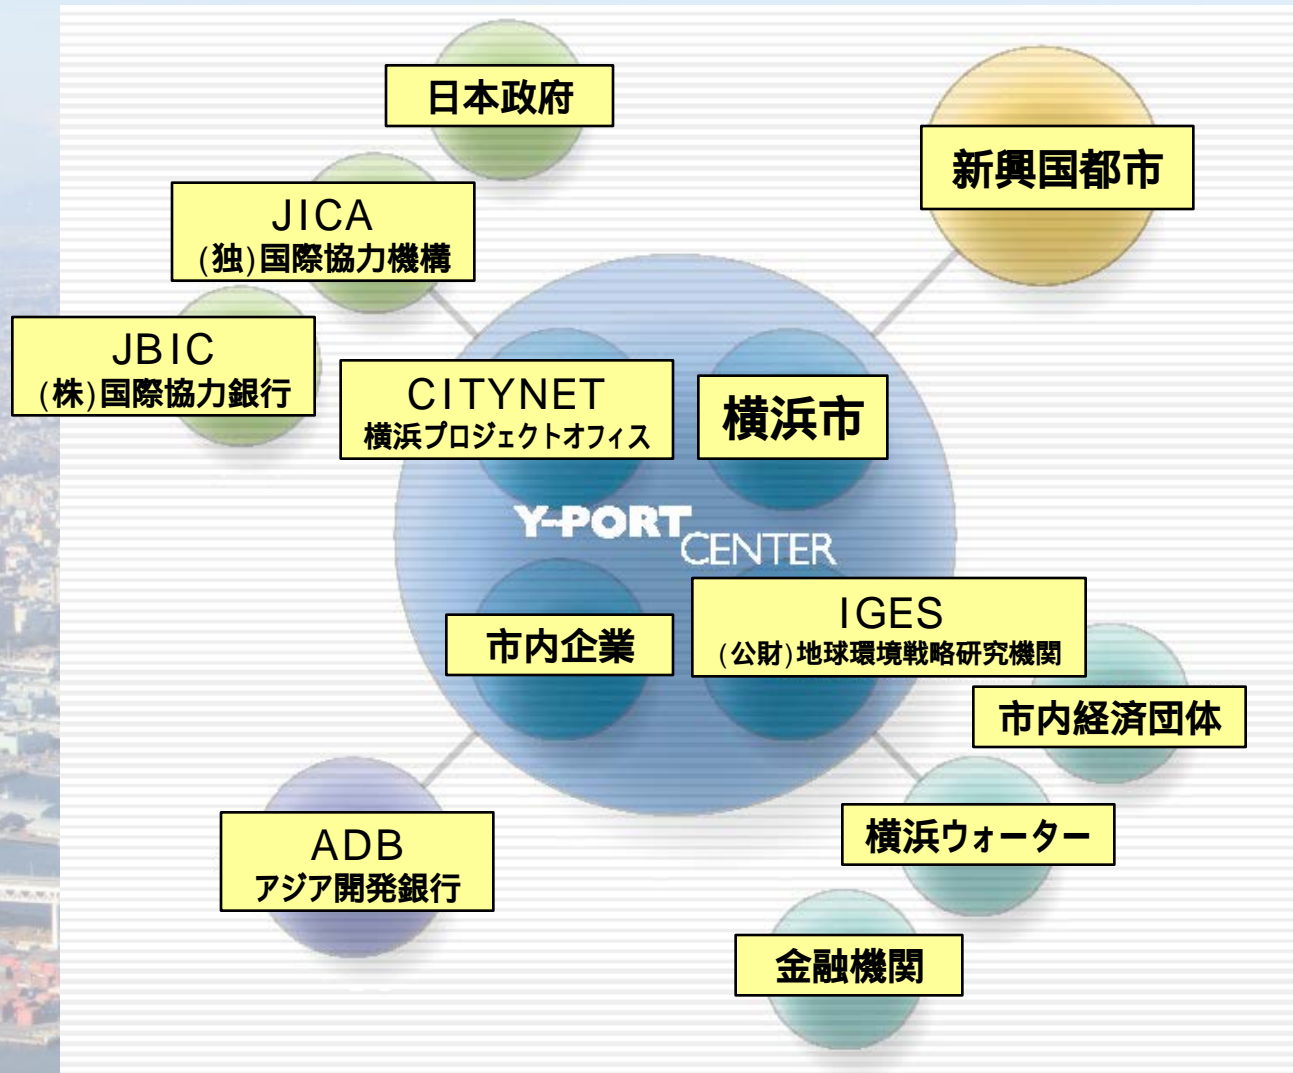 日本政府
新興国都市
JICA
(独)国際協力機構
JBIC
(株)国際協力銀行
CITYNET
横浜プロジェクトオフィス
横浜市
Y-PORT
CENTER
市内企業
IGES
(公財)地球環境戦略研究機関
市内経済団体
横浜ウォーター
ADB
アジア開発銀行
金融機関